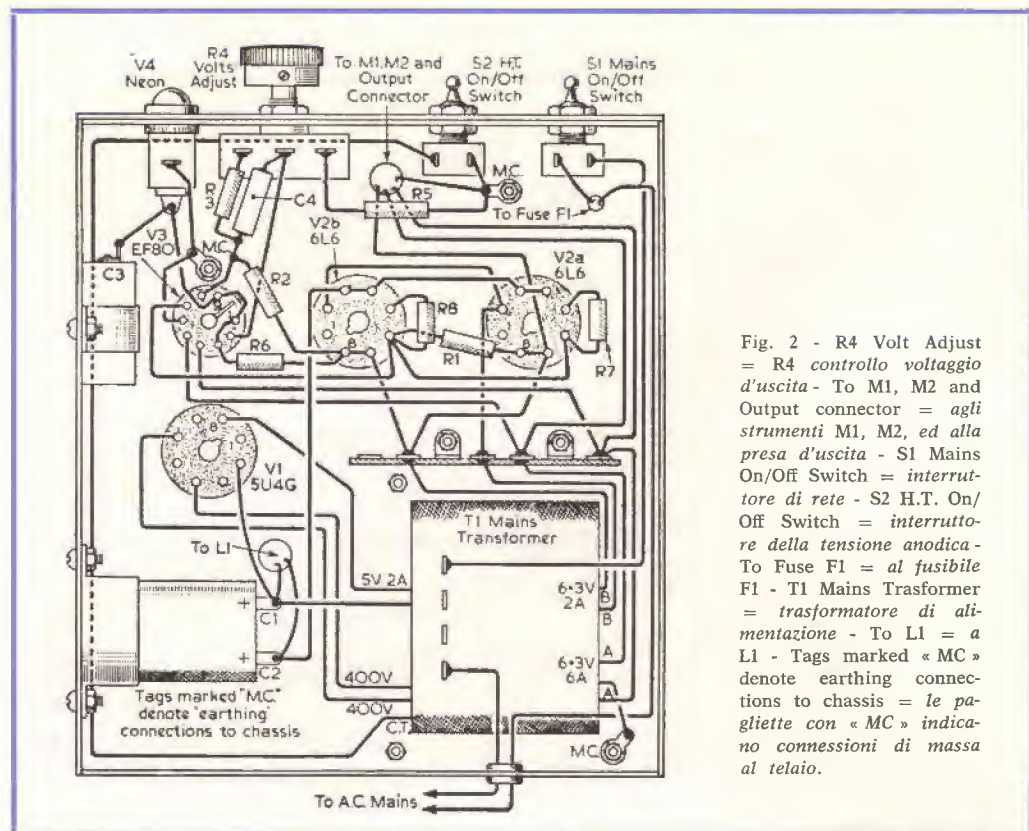 V4
Neon
R4
Volts
Adjust
To M1,M2 and
Output
Connector
S2 H.T.
On/Off
Switch
S1 Mains
On/Off
Switch
R
3
C4
M.C.
R5
To Fuse F1
V3
EF80
M.C.
V2b
6L6
V2a
6L6
C3
R2
R8
R1
R6
R7
8
8
8
1
V1
5U4G
T1 Mains
Transformer
To L1
5V 2A
6·3V
2A
B
B
+
C1
A
+
C2
6·3V
6A
A
400V
400V
Tags marked "M.C."
denote 'earthing'
connections to chassis
C.T.
M.C.
To A.C. Mains
Fig. 2 - R4 Volt Adjust
= R4 controllo voltaggio
d'uscita - To M1, M2 and
Output connector = agli
strumenti M1, M2, ed alla
presa d'uscita - S1 Mains
On/Off Switch = interrut-
tore di rete - S2 H.T. On/
Off Switch = interrutto-
re della tensione anodica -
To Fuse F1 = al fusibile
F1 - T1 Mains Trasformer
= trasformatore di ali-
mentazione - To L1 = a
L1 - Tags marked « MC »
denote earthing connec-
tions to chassis = le pa-
gliette con « MC » indica-
no connessioni di massa
al telaio.